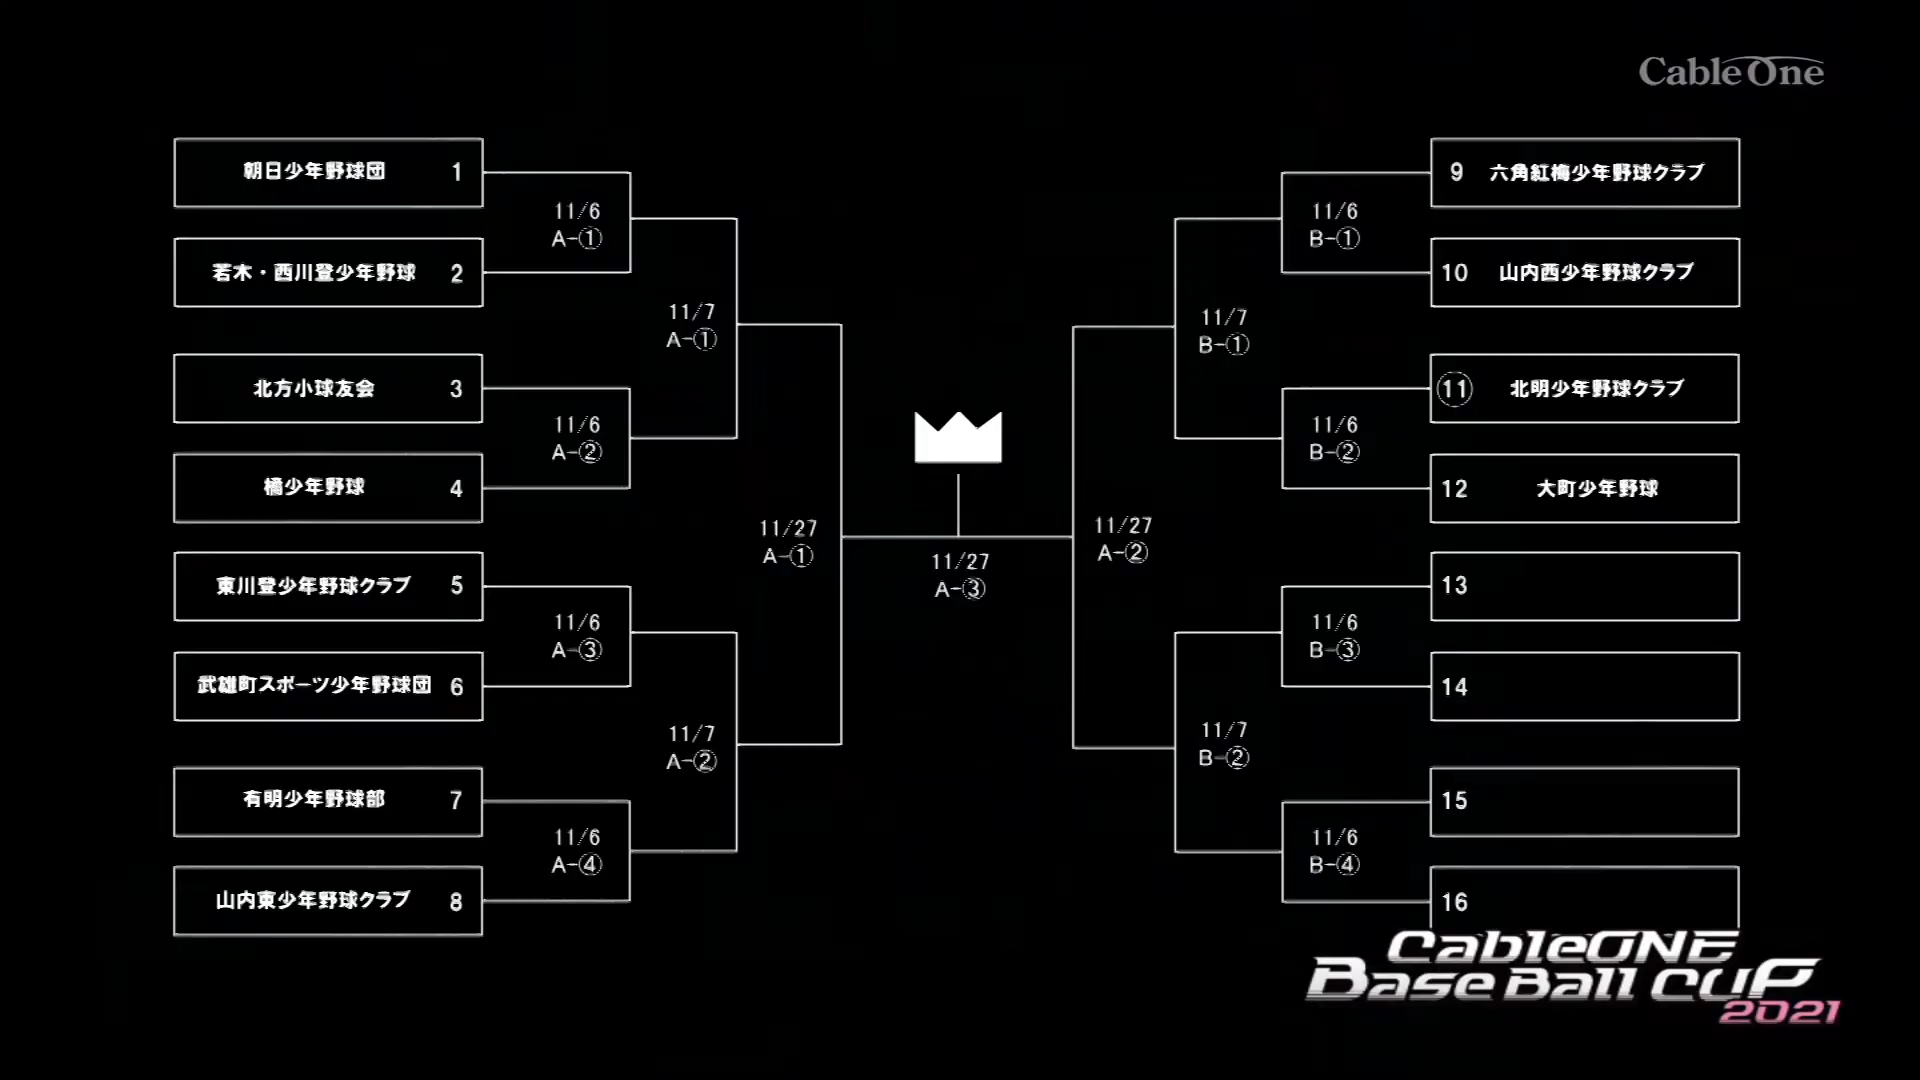 CableOne
朝日少年野球団 1
若木・西川登少年野球 2
北方小球友会 3
橘少年野球 4
東川登少年野球クラブ 5
武雄町スポーツ少年野球団 6
有明少年野球部 7
山内東少年野球クラブ 8
11/6
A-①
11/6
A-②
11/6
A-③
11/6
A-④
11/7
A-①
11/7
A-②
11/27
A-①
11/27
A-③
11/27
A-②
11/7
B-①
11/7
B-②
11/6
B-①
11/6
B-②
11/6
B-③
11/6
B-④
9 六角紅梅少年野球クラブ
10 山内西少年野球クラブ
⑪ 北明少年野球クラブ
12 大町少年野球
13
14
15
16
CableONE
Base Ball CUP
2021